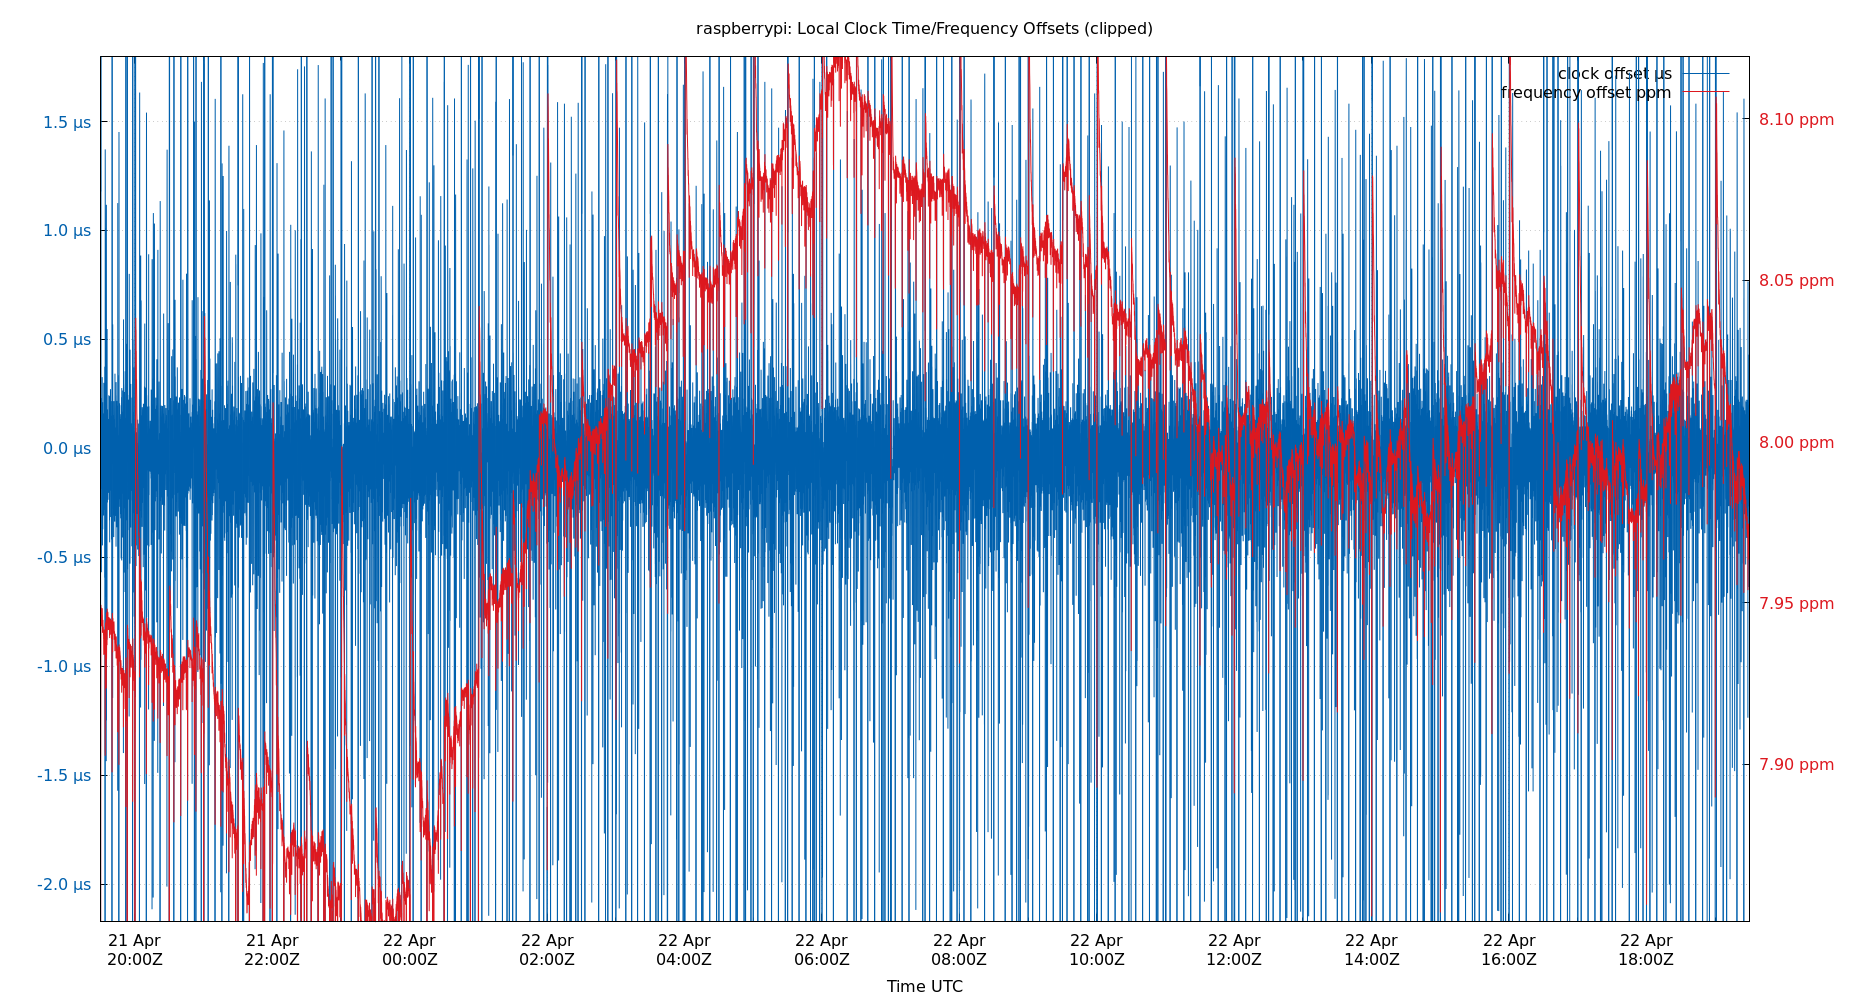 raspberrypi: Local Clock Time/Frequency Offsets (clipped)
clock offset µs
frequency offset ppm
1.5 µs
1.0 µs
0.5 µs
0.0 µs
-0.5 µs
-1.0 µs
-1.5 µs
-2.0 µs
8.10 ppm
8.05 ppm
8.00 ppm
7.95 ppm
7.90 ppm
21 Apr 21 Apr 22 Apr 22 Apr 22 Apr 22 Apr 22 Apr 22 Apr 22 Apr 22 Apr 22 Apr 22 Apr
20:00Z 22:00Z 00:00Z 02:00Z 04:00Z 06:00Z 08:00Z 10:00Z 12:00Z 14:00Z 16:00Z 18:00Z
Time UTC